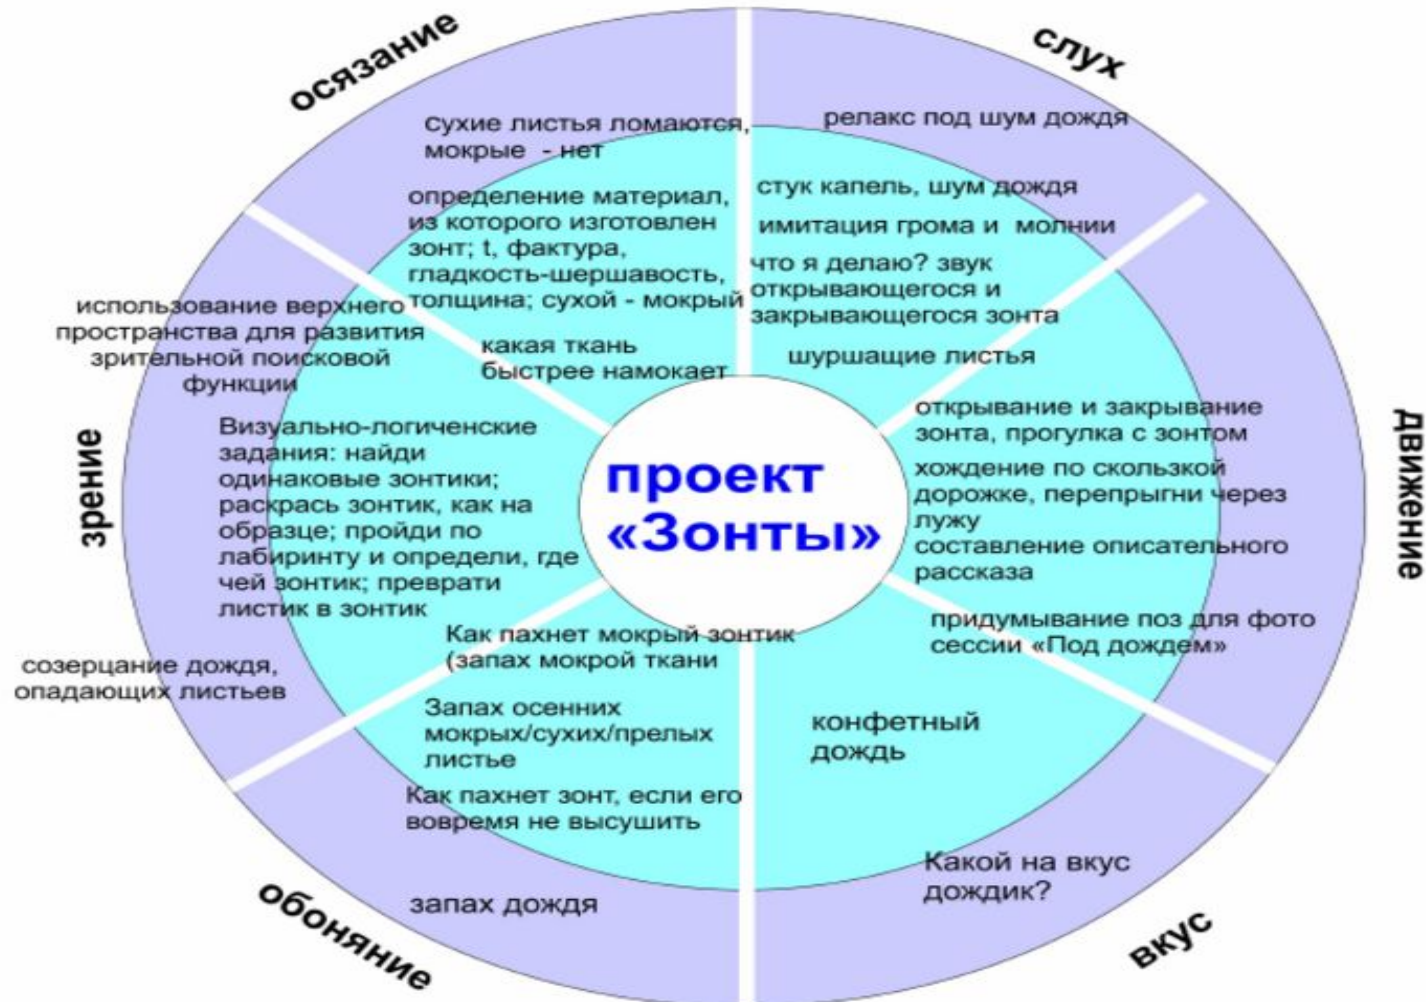 осязание
Сухие листья ломаются,
мокрые - нет
определение материал,
из которого изготовлен
зонт; t, фактура,
гладкость-шершавость,
толщина; сухой - мокрый
какая ткань
быстрее намокает
слух
релакс под шум дождя
стук капель, шум дождя
имитация грома и молнии
что я делаю? звук
открывающегося и
закрывающегося зонта
шуршащие листья
движение
открывание и закрывание
зонта, прогулка с зонтом
хождение по скользкой
дорожке, перепрыгни через
лужу
составление описательного
рассказа
придумывание поз для фото
сессии «Под дождем»
проект
«Зонты»
зрение
использование верхнего
пространства для развития
зрительной поисковой
функции
Визуально-логиченские
задания: найди
одинаковые зонтики;
раскрась зонтик, как на
образце; пройди по
лабиринту и определи, где
чей зонтик; преврати
листик в зонтик
созерцание дождя,
опадающих листьев
обоняние
Как пахнет мокрый зонтик
(запах мокрой ткани
Запах осенних
мокрых/сухих/прелых
листье
Как пахнет зонт, если его
вовремя не высушить
запах дождя
вкус
конфетный
дождь
Какой на вкус
дождик?